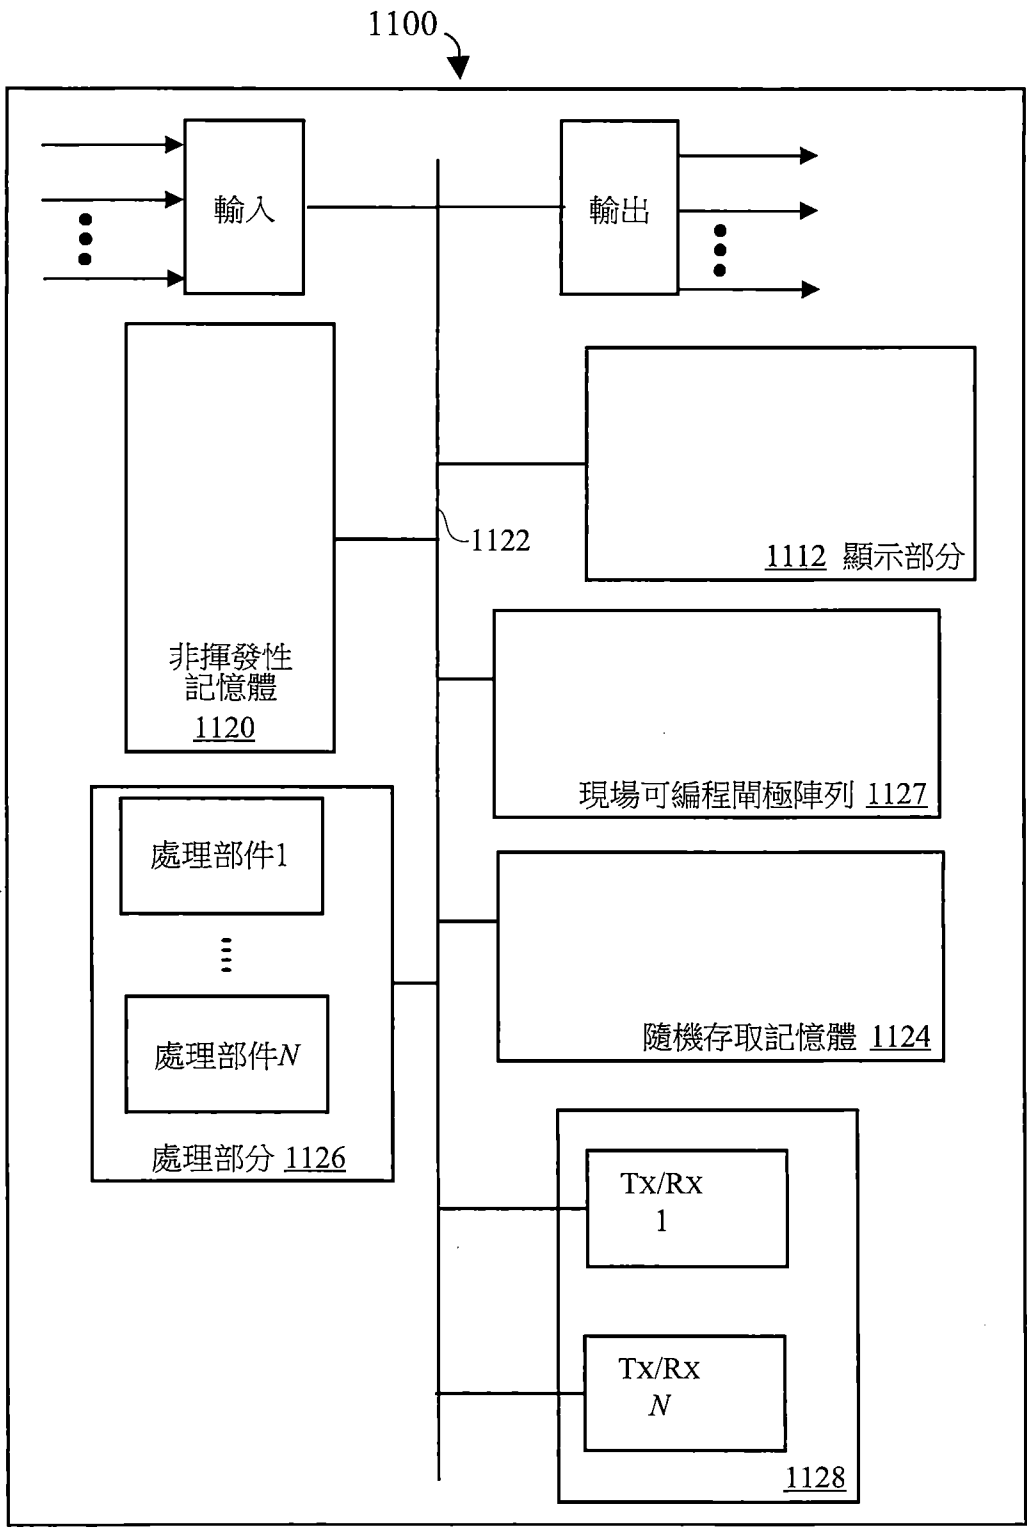 1100
輸入
輸出
1122
1112 顯示部分
非揮發性
記憶體
1120
現場可編程閘極陣列 1127
處理部件1
處理部件N
處理部分 1126
隨機存取記憶體 1124
Tx/Rx
1
Tx/Rx
N
1128